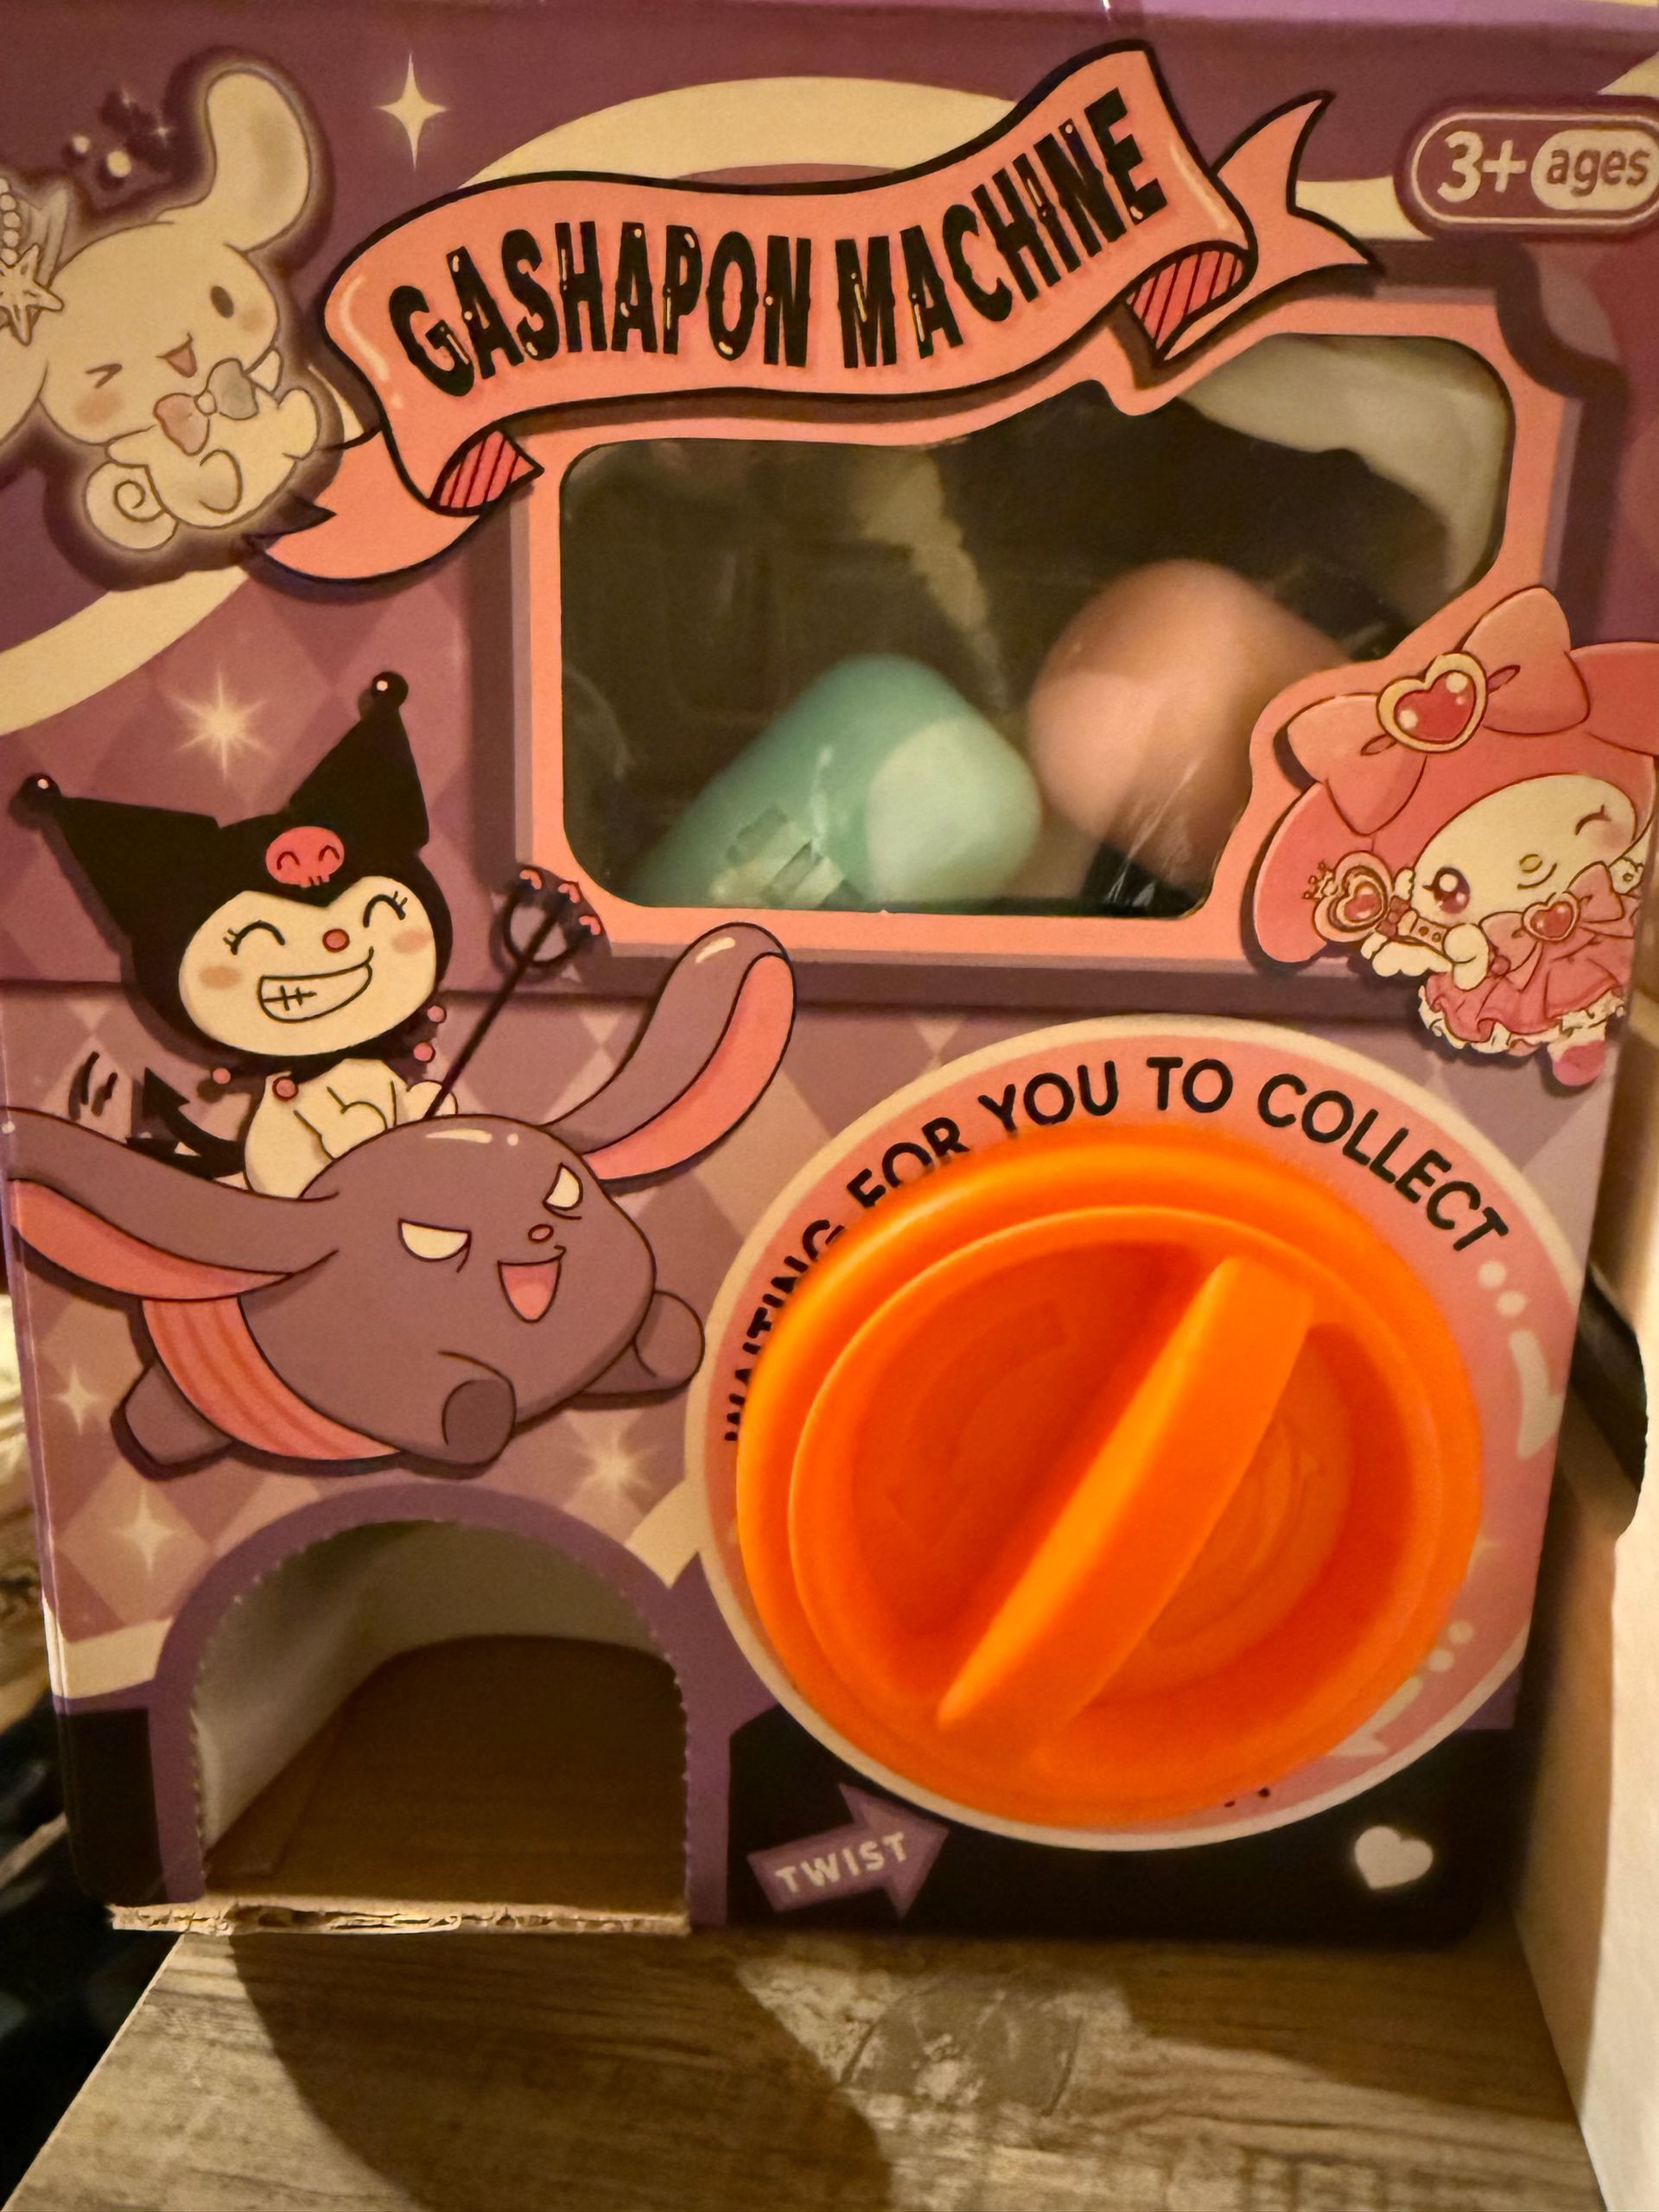 GASHAPON MACHINE
3+ ages
WAITING FOR YOU TO COLLECT
TWIST